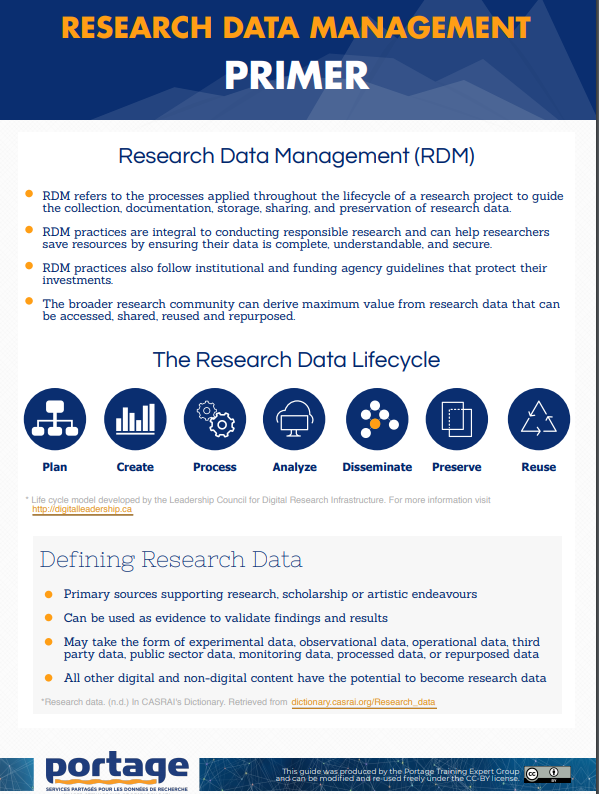 RESEARCH DATA MANAGEMENT
PRIMER
Research Data Management (RDM)
RDM refers to the processes applied throughout the lifecycle of a research project to guide
the collection, documentation, storage, sharing, and preservation of research data.
RDM practices are integral to conducting responsible research and can help researchers
save resources by ensuring their data is complete, understandable, and secure.
RDM practices also follow institutional and funding agency guidelines that protect their
investments.
The broader research community can derive maximum value from research data that can
be accessed, shared, reused and repurposed.
The Research Data Lifecycle
Plan Create Process Analyze Disseminate Preserve Reuse
* Life cycle model developed by the Leadership Council for Digital Research Infrastructure. For more information visit
http://digitalleadership.ca
Defining Research Data
Primary sources supporting research, scholarship or artistic endeavours
Can be used as evidence to validate findings and results
May take the form of experimental data, observational data, operational data, third
party data, public sector data, monitoring data, processed data, or repurposed data
All other digital and non-digital content have the potential to become research data
*Research data. (n.d.) In CASRAI's Dictionary. Retrieved from dictionary.casrai.org/Research_data
portage
SERVICES PARTAGÉS POUR LES DONNÉES DE RECHERCHE
This guide was produced by the Portage Training Expert Group
and can be modified and re-used freely under the CC-BY license.
cc BY